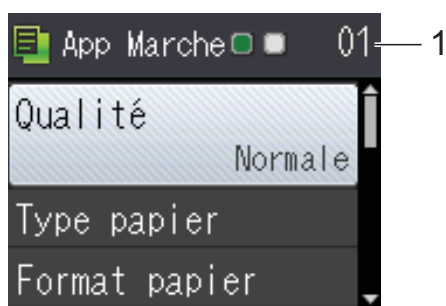 App Marche 01 1
Qualité
Normale
Type papier
Format papier